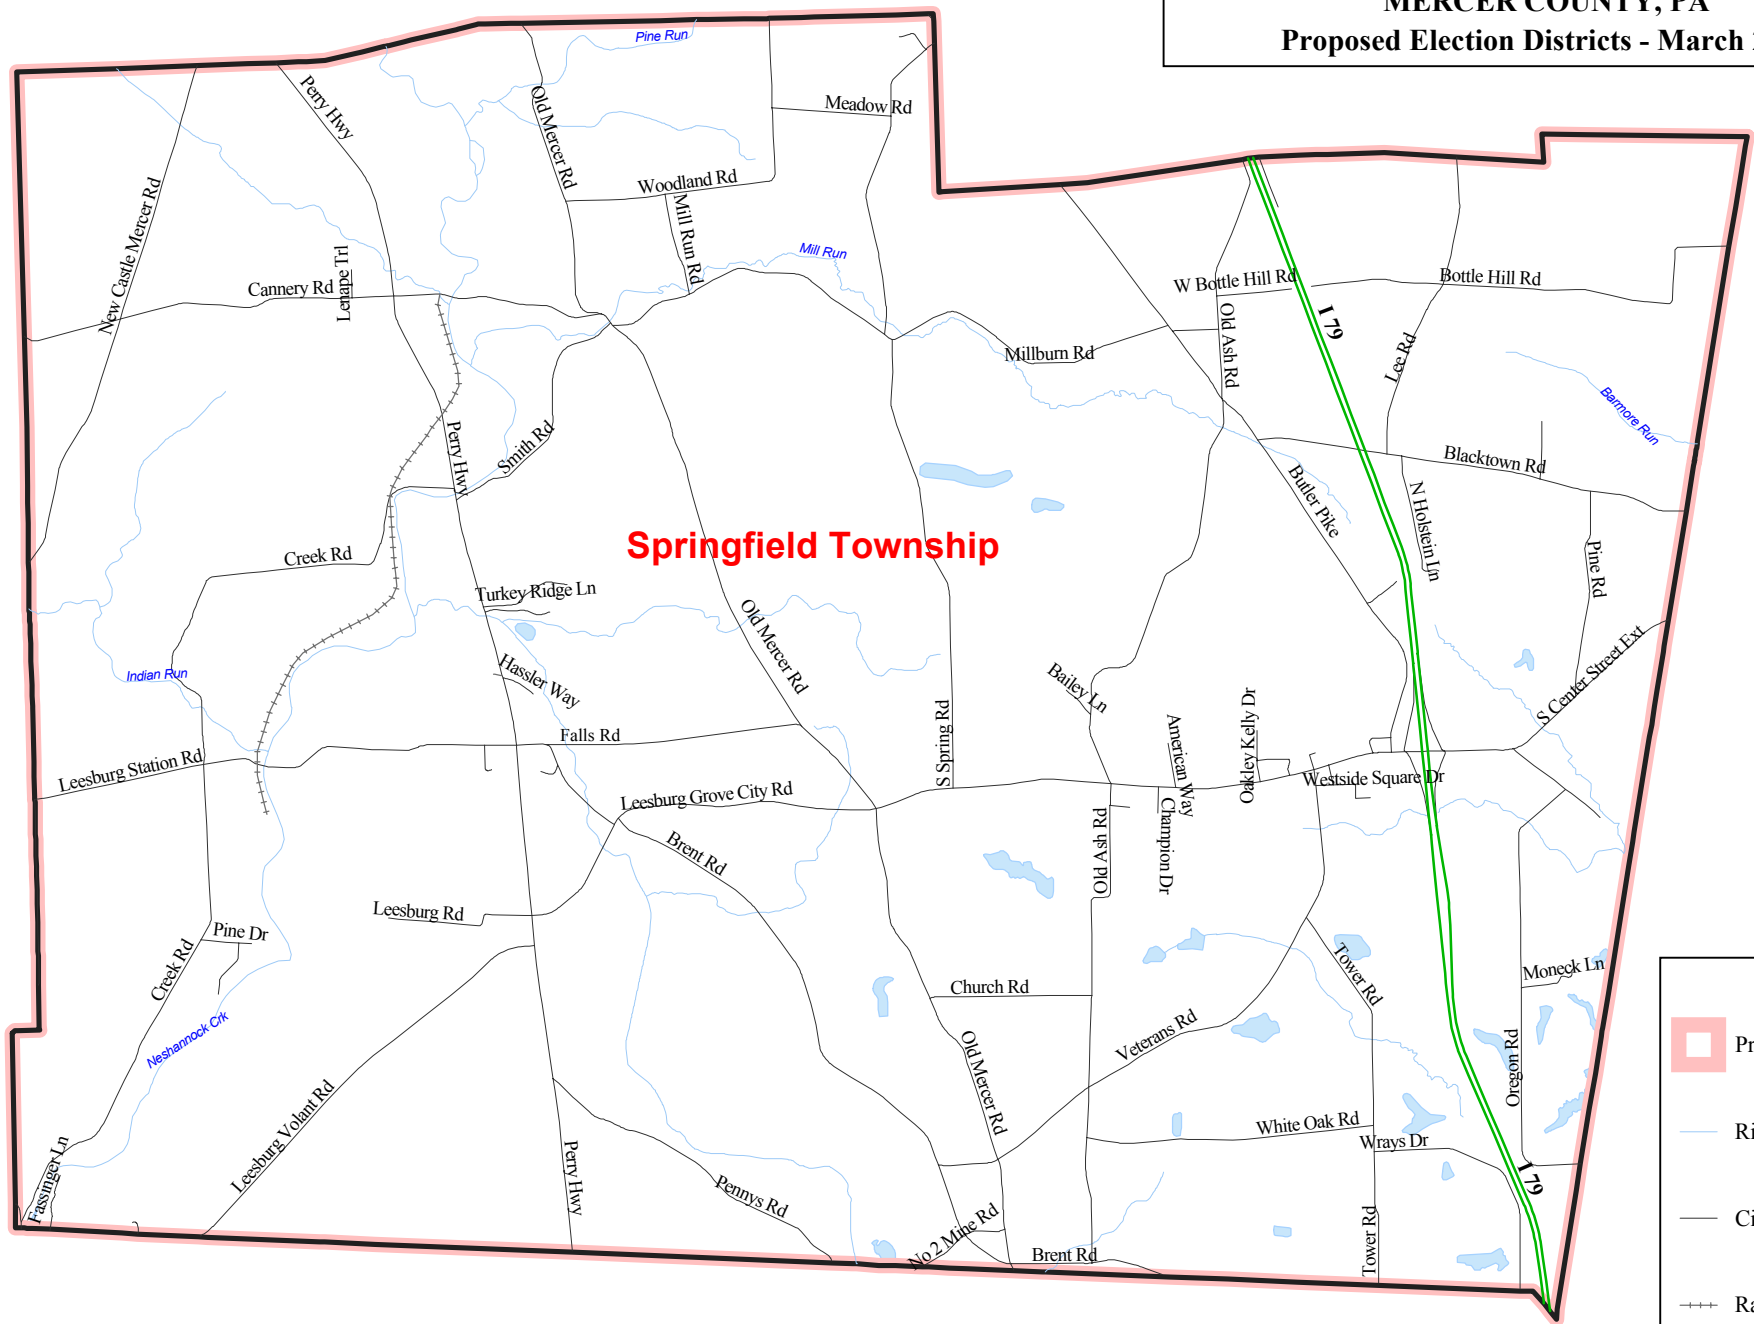 MERCER COUNTY, PA
Proposed Election Districts - March
Pine Run
Perry Hwy
Old Mercer Rd
Meadow Rd
Woodland Rd
Mill Run Rd
New Castle Mercer Rd
Mill Run
Cannery Rd
Lenape Trl
W Bottle Hill Rd
Bottle Hill Rd
I 79
Old Ash Rd
Millburn Rd
Lee Rd
Barmore Run
Perry Hwy
Smith Rd
Blacktown Rd
Butler Pike
N Holstein Ln
Springfield Township
Creek Rd
Turkey Ridge Ln
Pine Rd
Old Mercer Rd
Indian Run
Hassler Way
Bailey Ln
S Center Street Ext
S Spring Rd
American Way
Oakley Kelly Dr
Falls Rd
Leesburg Station Rd
Westside Square Dr
Leesburg Grove City Rd
Champion Dr
Old Ash Rd
Brent Rd
Leesburg Rd
Pine Dr
Creek Rd
Tower Rd
Moneck Ln
Church Rd
Neshannock Crk
Veterans Rd
Old Mercer Rd
Oregon Rd
Leesburg Volant Rd
White Oak Rd
Wrays Dr
Fassinger Ln
Perry Hwy
Pennys Rd
I 79
No 2 Mine Rd
Brent Rd
Tower Rd
Pr
Ri
Ci
Ra